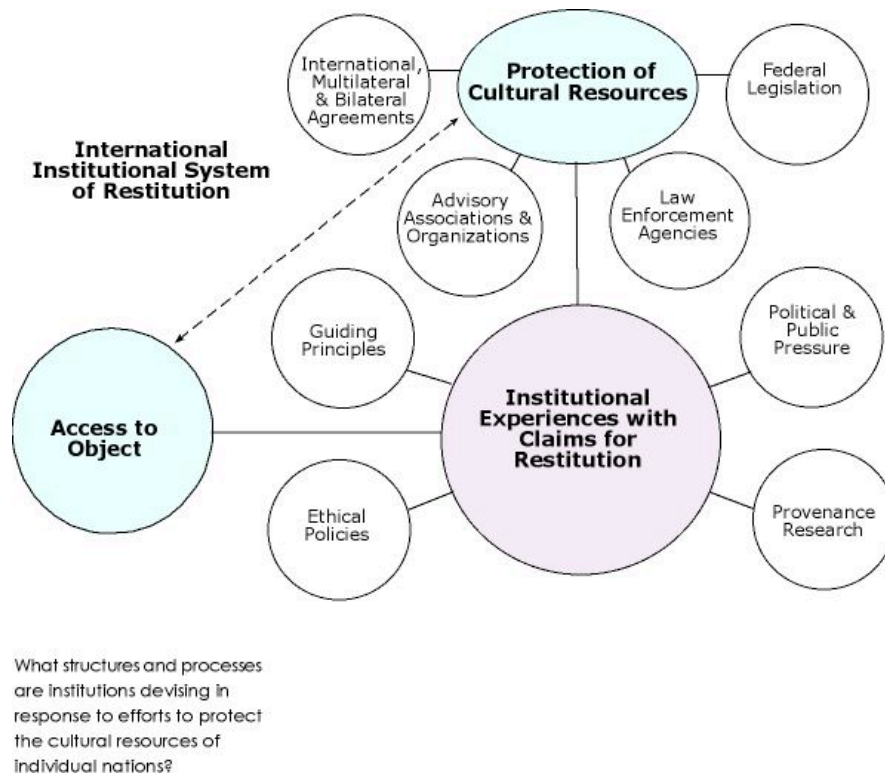 International,
Multilateral
& Bilateral
Agreements
Protection of
Cultural Resources
Federal
Legislation
International
Institutional System
of Restitution
Advisory
Associations &
Organizations
Law
Enforcement
Agencies
Guiding
Principles
Political &
Public
Pressure
Institutional
Experiences with
Claims for
Restitution
Access to
Object
Ethical
Policies
Provenance
Research
What structures and processes
are institutions devising in
response to efforts to protect
the cultural resources of
individual nations?